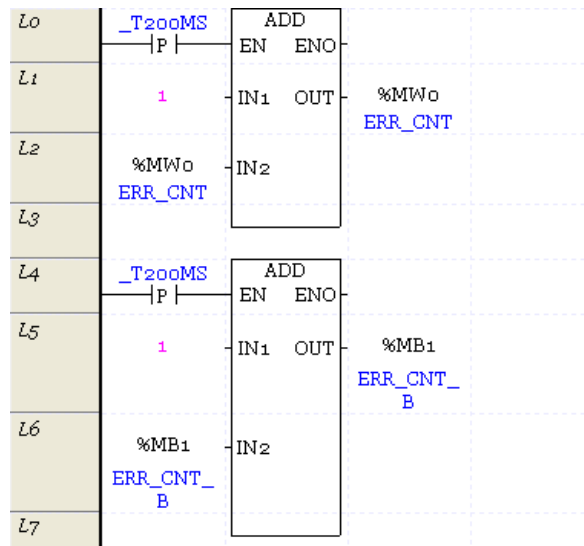 L0 _T200MS ADD
P EN ENO
L1 1 IN1 OUT %MW0
ERR_CNT
L2 %MW0 IN2
ERR_CNT
L3
L4 _T200MS ADD
P EN ENO
L5 1 IN1 OUT %MB1
ERR_CNT_
B
L6 %MB1 IN2
ERR_CNT_
B
L7